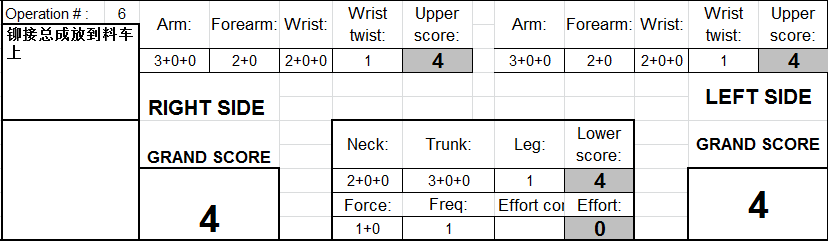 Operation # : 6
铆接总成放到料车上
Arm: Forearm: Wrist: Wrist twist: Upper score: Arm: Forearm: Wrist: Wrist twist: Upper score:
3+0+0 2+0 2+0+0 1 4 3+0+0 2+0 2+0+0 1 4
RIGHT SIDE LEFT SIDE
GRAND SCORE Neck: Trunk: Leg: Lower score: GRAND SCORE
2+0+0 3+0+0 1 4
4 Force: Freq: Effort con Effort: 4
1+0 1 0